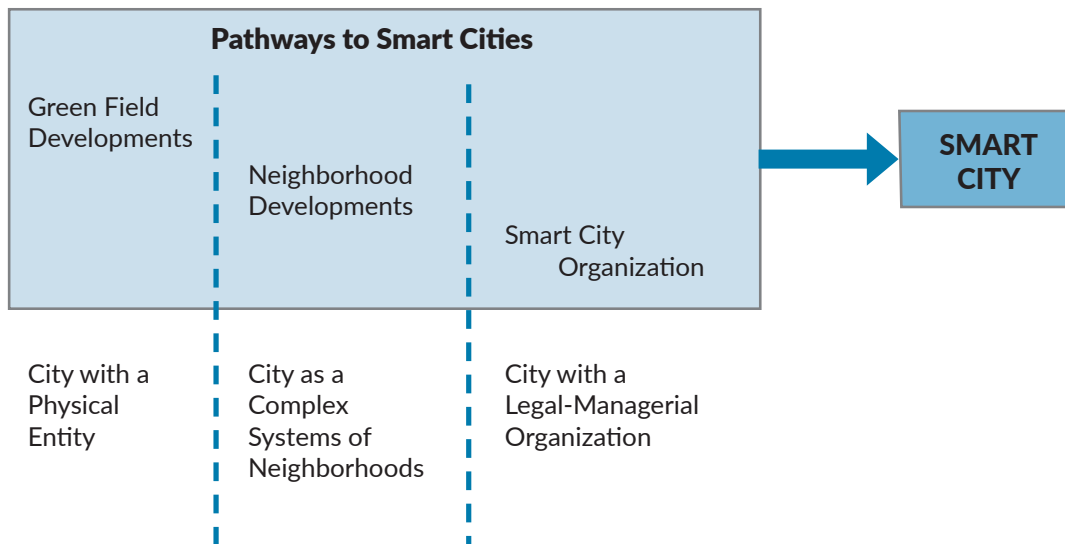 Pathways to Smart Cities
Green Field
Developments
Neighborhood
Developments
Smart City
Organization
SMART
CITY
City with a
Physical
Entity
City as a
Complex
Systems of
Neighborhoods
City with a
Legal-Managerial
Organization